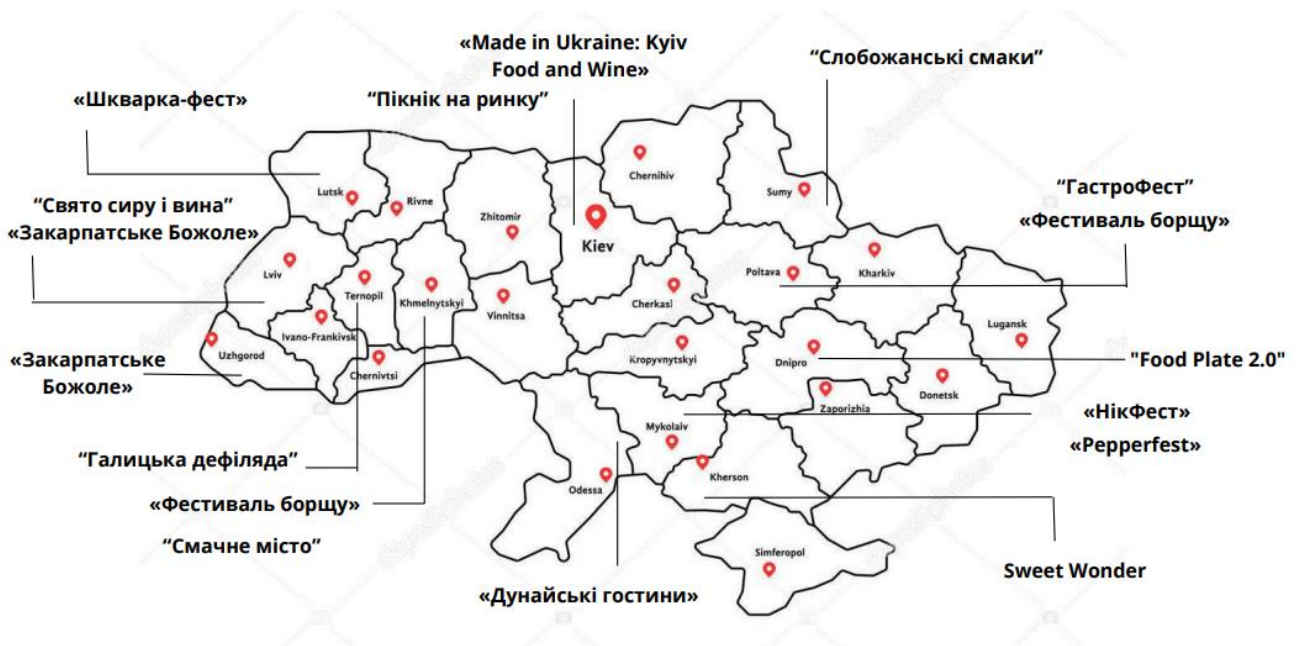 «Made in Ukraine: Kyiv
Food and Wine»
“Слобожанські смаки”
«Шкварка-фест»
“Пікнік на ринку”
Chernihiv
Lutsk
Rivne
Sumy
“ГастроФест”
«Фестиваль борщу»
“Свято сиру і вина”
«Закарпатське Божоле»
Zhitomir
Kiev
Lviv
Ternopil
Khmelnytskyi
Vinnitsa
Cherkasi
Poltava
Kharkiv
Lugansk
Ivano-Frankivsk
Uzhgorod
Chernivtsi
Kropyvnytskyi
Dnipro
Donetsk
Zaporizhia
«Закарпатське
Божоле»
"Food Plate 2.0"
Mykolaiv
Kherson
Odessa
«НікФест»
«Pepperfest»
“Галицька дефіляда”
«Фестиваль борщу»
“Смачне місто”
Simferopol
Sweet Wonder
«Дунайські гостини»